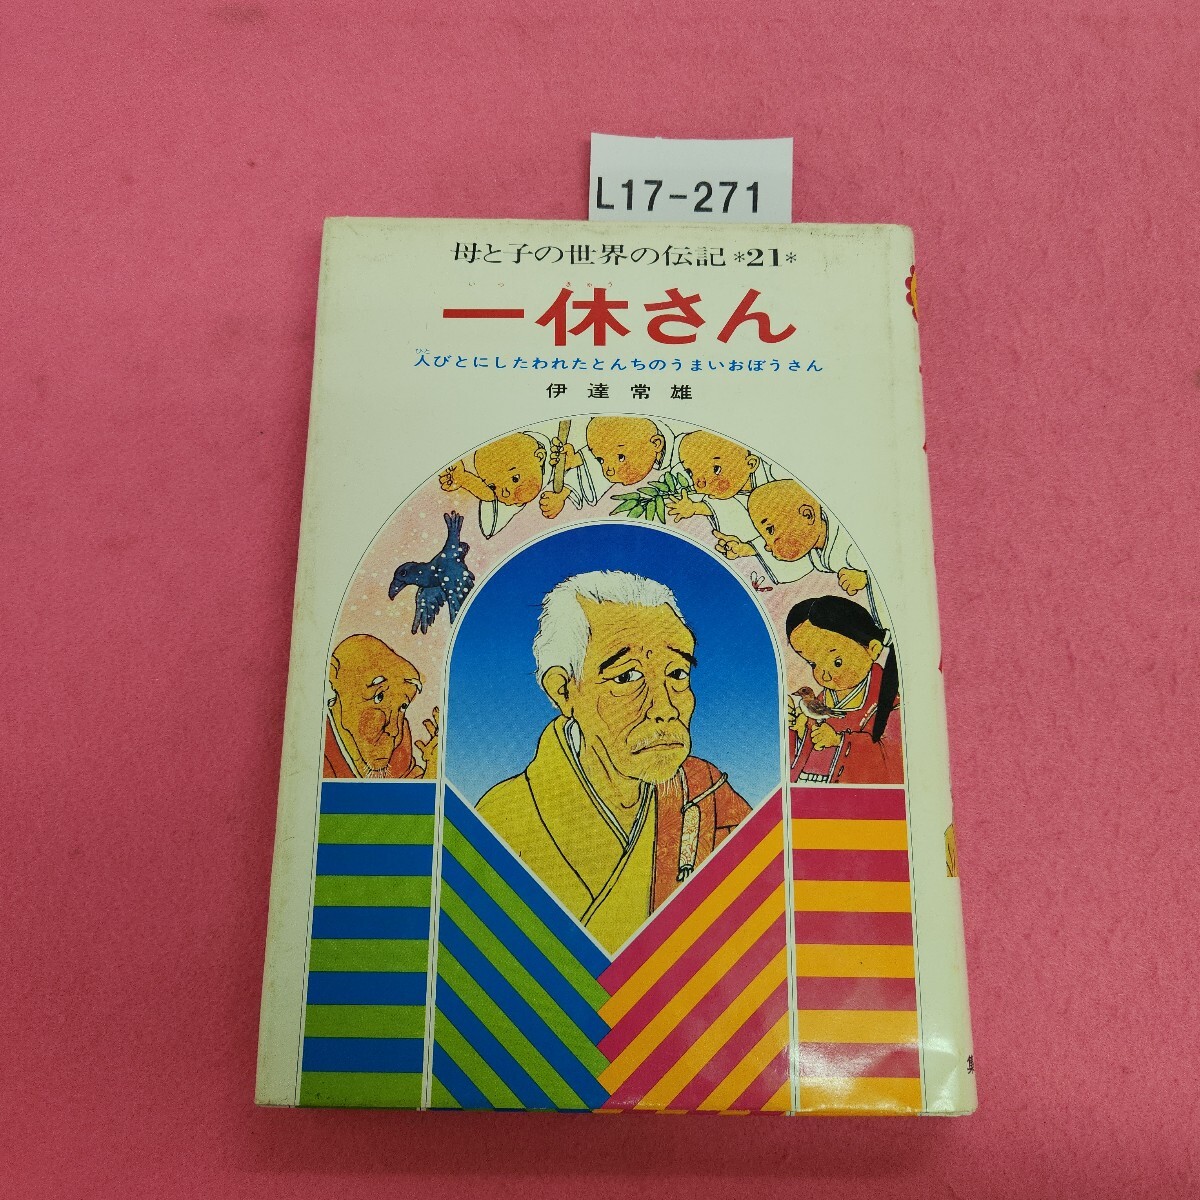 L17-271
母と子の世界の伝記 *21*
いっ きゅう
一休さん
ひと
人びとにしたわれたとんちのうまいおぼうさん
伊達常雄
集